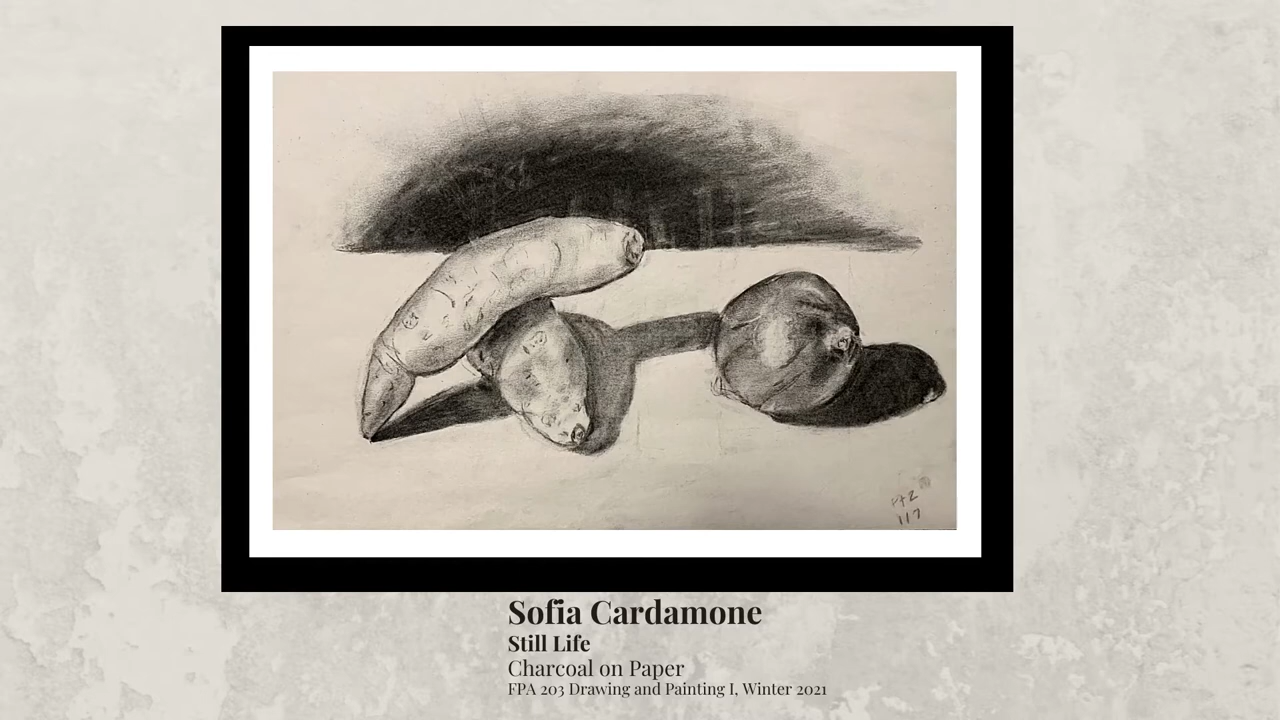 Sofia Cardamone
Still Life
Charcoal on Paper
FPA 203 Drawing and Painting I, Winter 2021